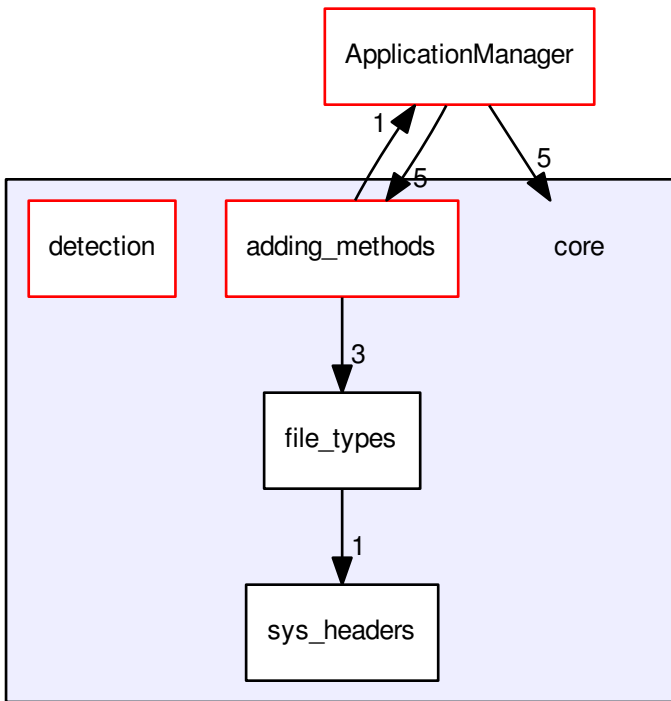 ApplicationManager
1
5
5
detection
adding_methods
core
3
file_types
1
sys_headers